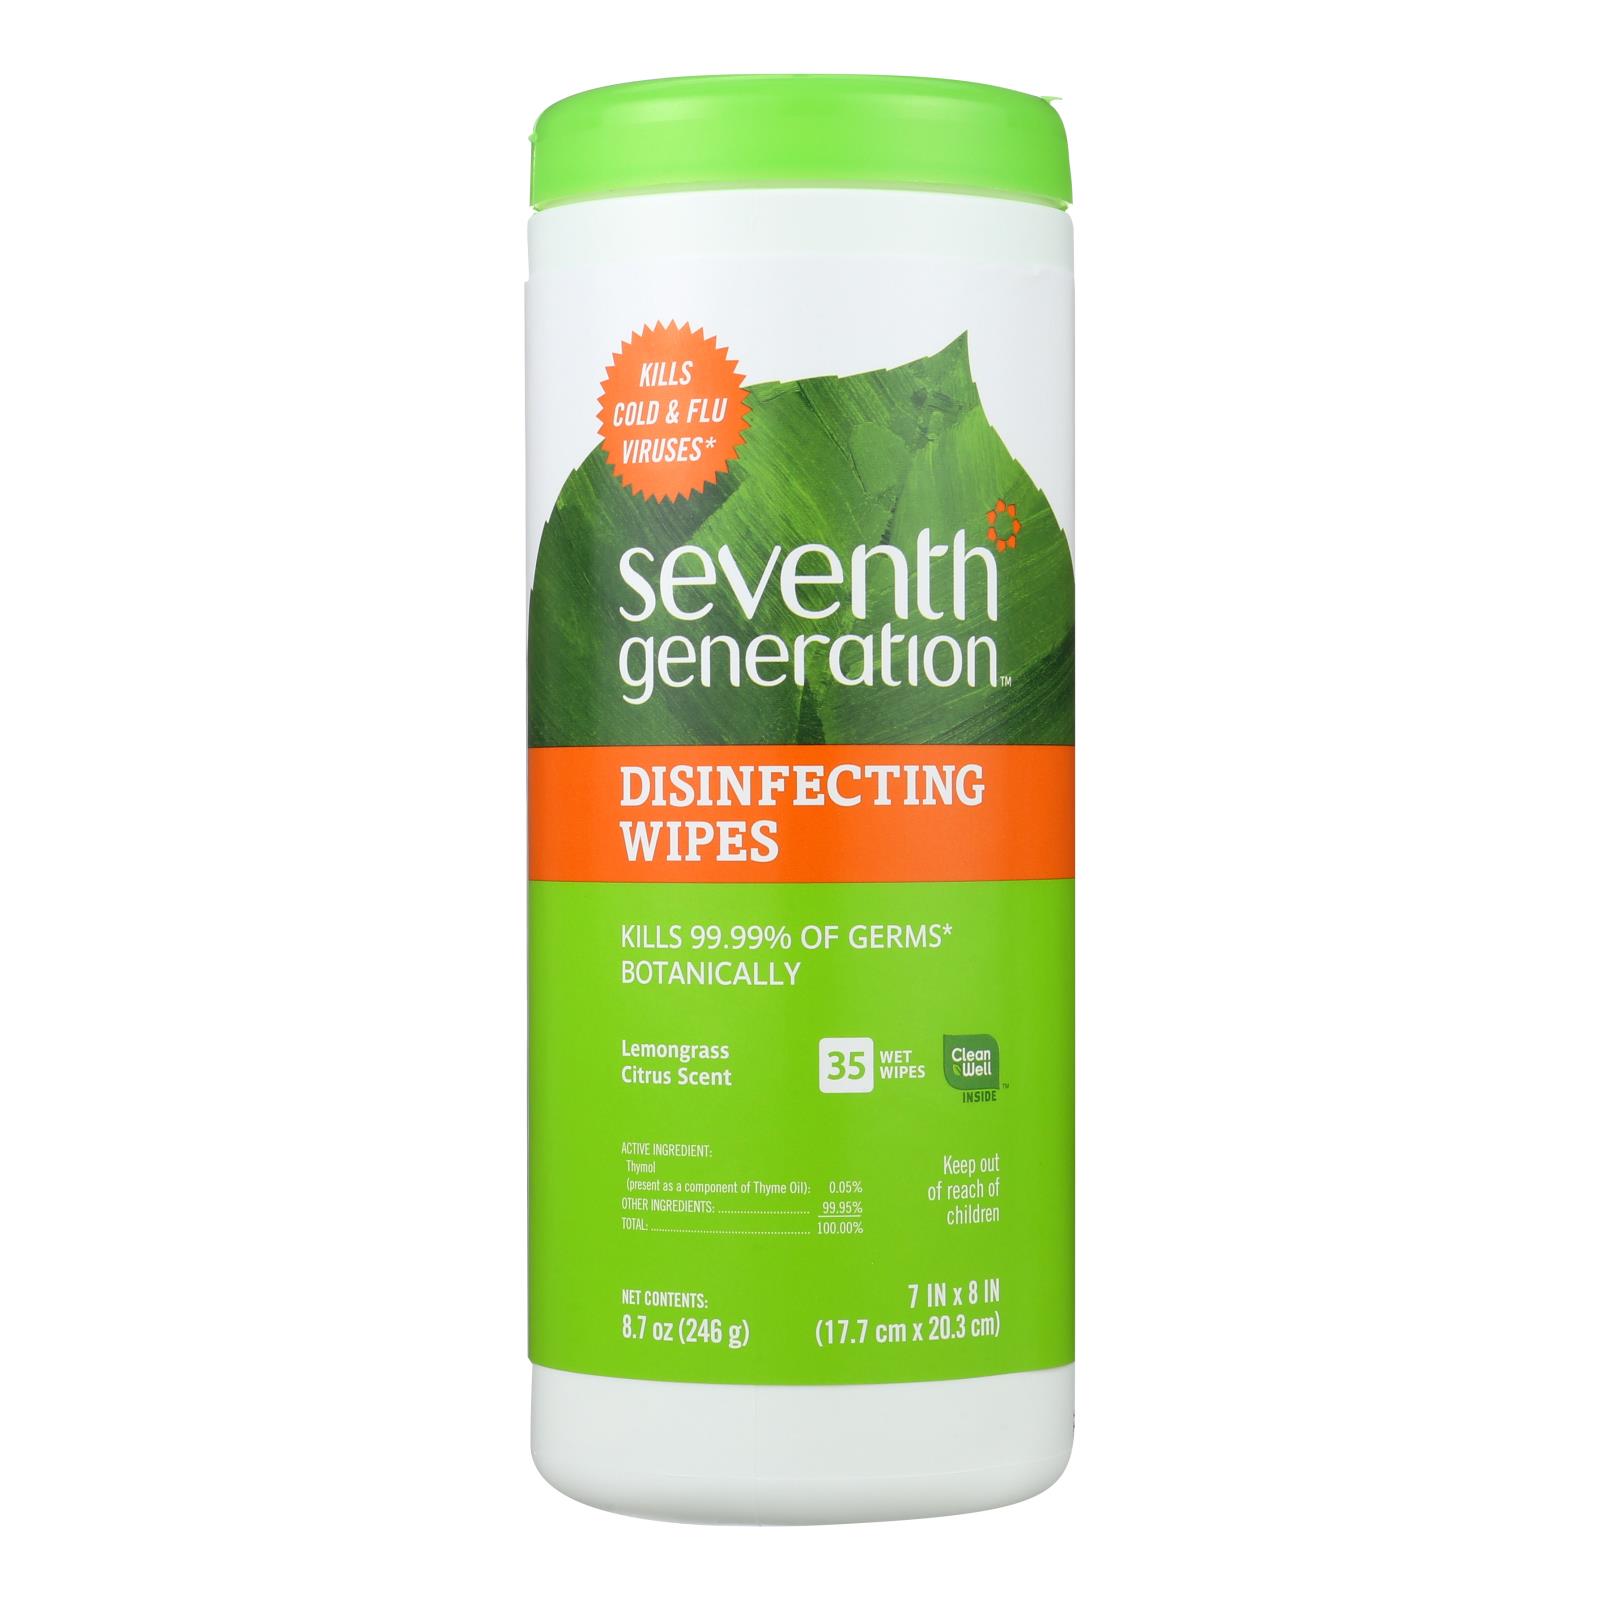 KILLS
COLD & FLU
VIRUSES*
seventh
generation™
DISINFECTING
WIPES
KILLS 99.99% OF GERMS*
BOTANICALLY
Lemongrass
Citrus Scent
35 WET
WIPES
Clean
Well™
INSIDE
ACTIVE INGREDIENT:
Thymol
(present as a component of Thyme Oil): 0.05%
OTHER INGREDIENTS: .......................... 99.95%
TOTAL: .............................................. 100.00%
Keep out
of reach of
children
NET CONTENTS:
8.7 oz (246 g)
7 IN x 8 IN
(17.7 cm x 20.3 cm)